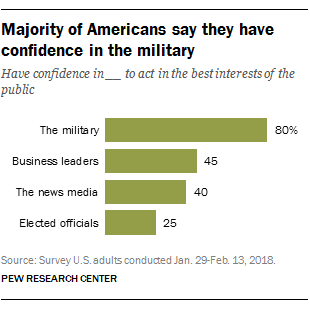 Majority of Americans say they have
confidence in the military
Have confidence in___ to act in the best interests of the
public
The military 80%
Business leaders 45
The news media 40
Elected officials 25
Source: Survey U.S. adults conducted Jan. 29-Feb. 13, 2018.
PEW RESEARCH CENTER